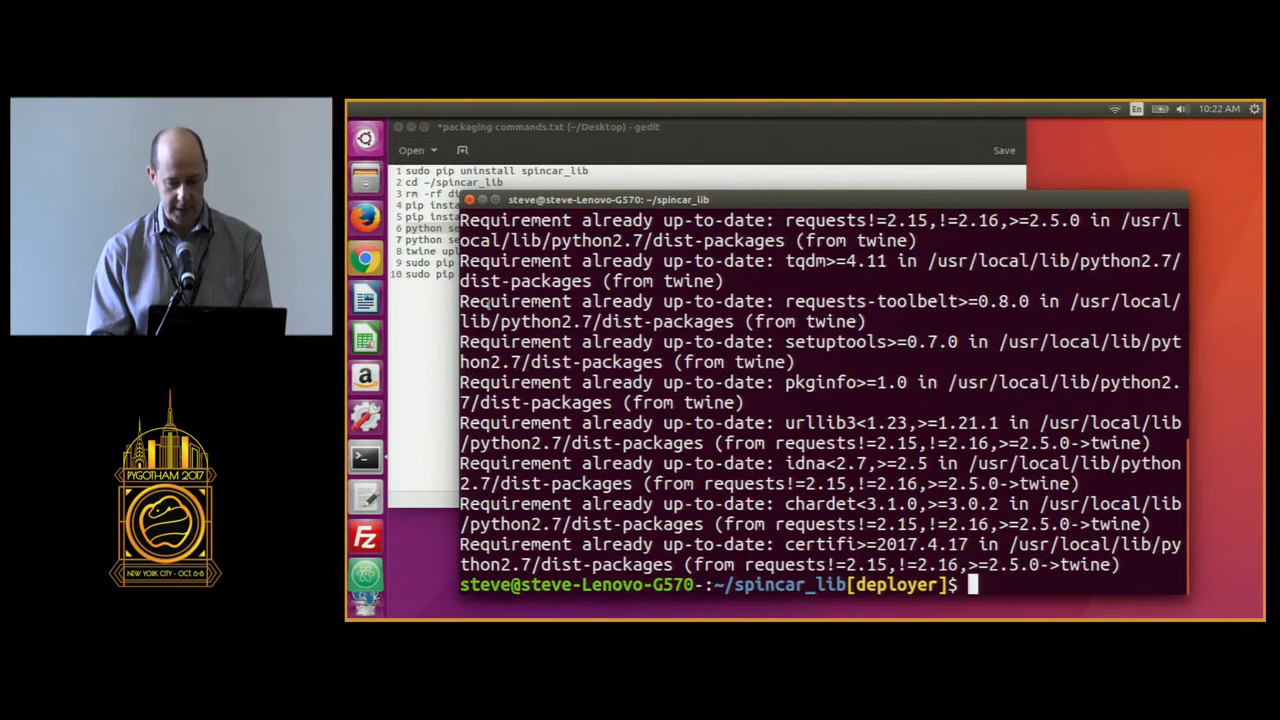 10:22 AM
En
*packaging commands.txt (~/Desktop) - gedit
Open
Save
1 sudo pip uninstall spincar_lib
2 cd ~/spincar_lib
3 rm -rf di
4 pip insta
5 pip insta
6 python se
7 python se
8 twine upl
9 sudo pip
10 sudo pip
steve@steve-Lenovo-G570: ~/spincar_lib
Requirement already up-to-date: requests!=2.15,!=2.16,>=2.5.0 in /usr/l
ocal/lib/python2.7/dist-packages (from twine)
Requirement already up-to-date: tqdm>=4.11 in /usr/local/lib/python2.7/
dist-packages (from twine)
Requirement already up-to-date: requests-toolbelt>=0.8.0 in /usr/local/
lib/python2.7/dist-packages (from twine)
Requirement already up-to-date: setuptools>=0.7.0 in /usr/local/lib/pyt
hon2.7/dist-packages (from twine)
Requirement already up-to-date: pkginfo>=1.0 in /usr/local/lib/python2.
7/dist-packages (from twine)
Requirement already up-to-date: urllib3<1.23,>=1.21.1 in /usr/local/lib
/python2.7/dist-packages (from requests!=2.15,!=2.16,>=2.5.0->twine)
Requirement already up-to-date: idna<2.7,>=2.5 in /usr/local/lib/python
2.7/dist-packages (from requests!=2.15,!=2.16,>=2.5.0->twine)
Requirement already up-to-date: chardet<3.1.0,>=3.0.2 in /usr/local/lib
/python2.7/dist-packages (from requests!=2.15,!=2.16,>=2.5.0->twine)
Requirement already up-to-date: certifi>=2017.4.17 in /usr/local/lib/py
thon2.7/dist-packages (from requests!=2.15,!=2.16,>=2.5.0->twine)
steve@steve-Lenovo-G570-:~/spincar_lib[deployer]$
a
Fz
PYGOTHAM 2017
NEW YORK CITY - OCT. 6-8